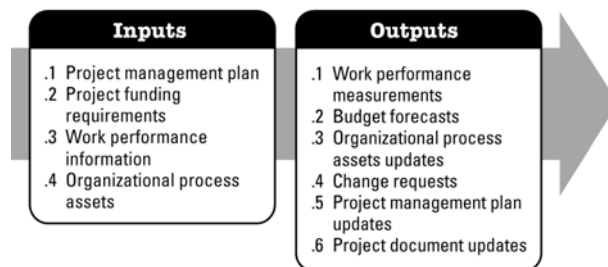 Inputs
.1 Project management plan
.2 Project funding
requirements
.3 Work performance
information
.4 Organizational process
assets
Outputs
.1 Work performance
measurements
.2 Budget forecasts
.3 Organizational process
assets updates
.4 Change requests
.5 Project management plan
updates
.6 Project document updates